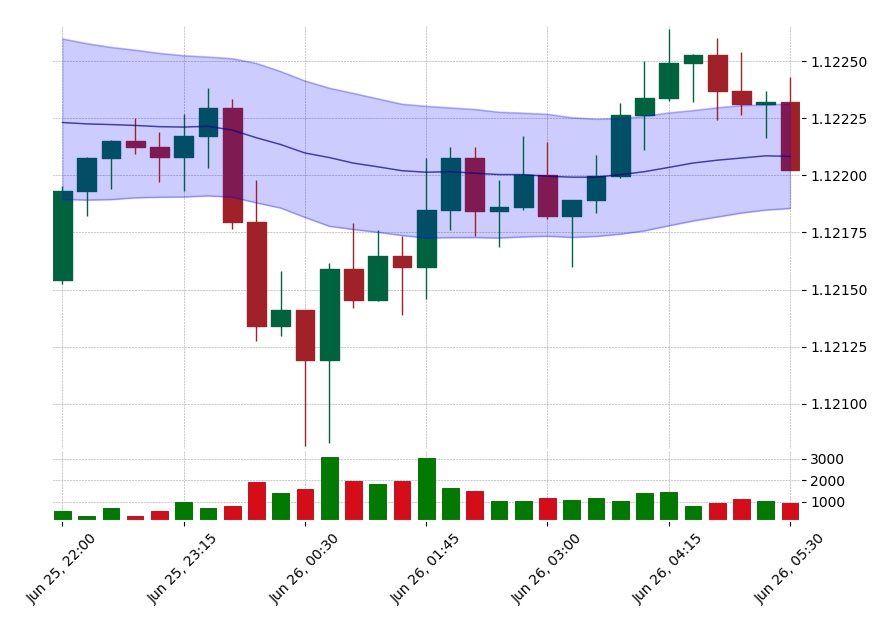 1.12250
1.12225
1.12200
1.12175
1.12150
1.12125
1.12100
3000
2000
1000
Jun 25, 22:00
Jun 25, 23:15
Jun 26, 00:30
Jun 26, 01:45
Jun 26, 03:00
Jun 26, 04:15
Jun 26, 05:30